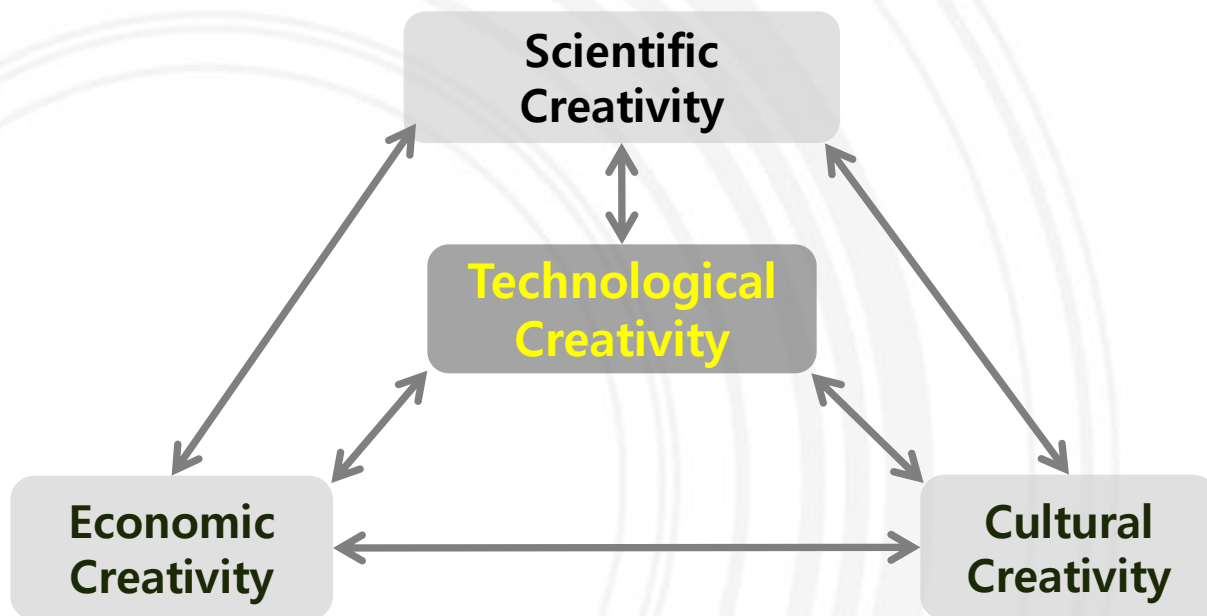 Scientific
Creativity
Technological
Creativity
Economic
Creativity
Cultural
Creativity